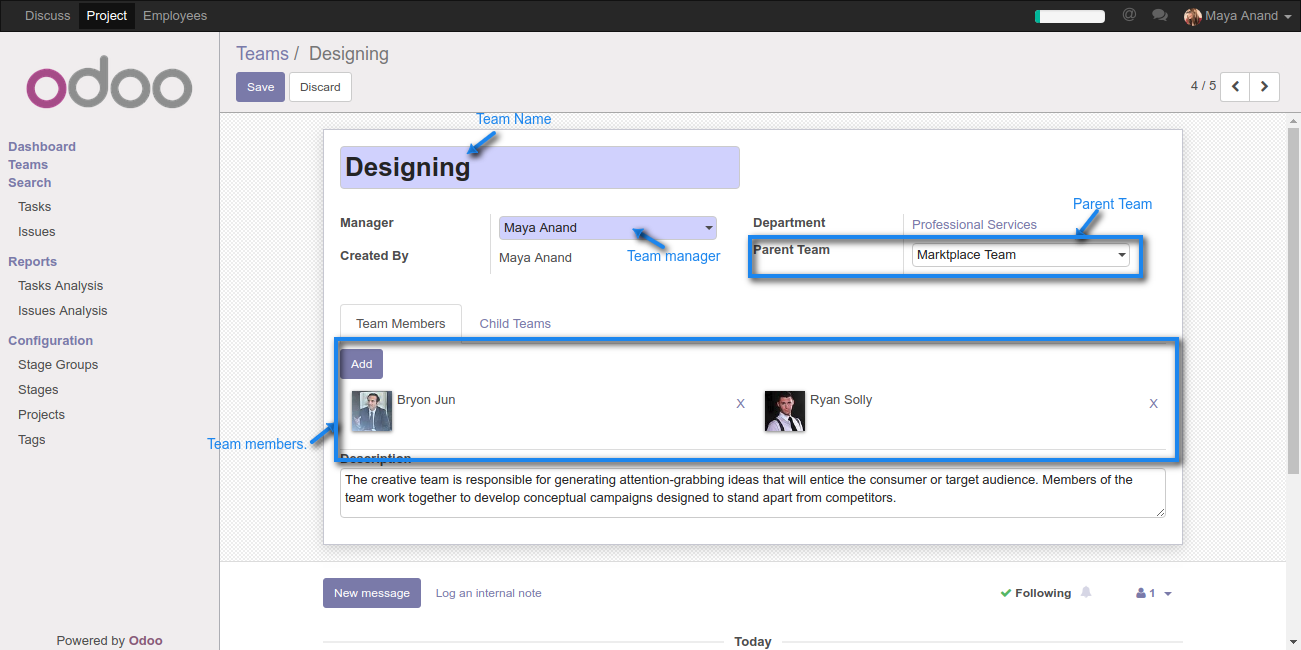 Discuss Project Employees
@ Maya Anand
odoo
Teams / Designing
Save Discard
4 / 5
Dashboard
Teams
Search
Tasks
Issues
Reports
Tasks Analysis
Issues Analysis
Configuration
Stage Groups
Stages
Projects
Tags
Powered by Odoo
Team Name
Designing
Parent Team
Manager Maya Anand Department Professional Services
Team manager
Created By Maya Anand Parent Team Marktplace Team
Team Members Child Teams
Add
Bryon Jun X Ryan Solly X
Team members.
Description
The creative team is responsible for generating attention-grabbing ideas that will entice the consumer or target audience. Members of the
team work together to develop conceptual campaigns designed to stand apart from competitors.
New message Log an internal note Following 1
Today